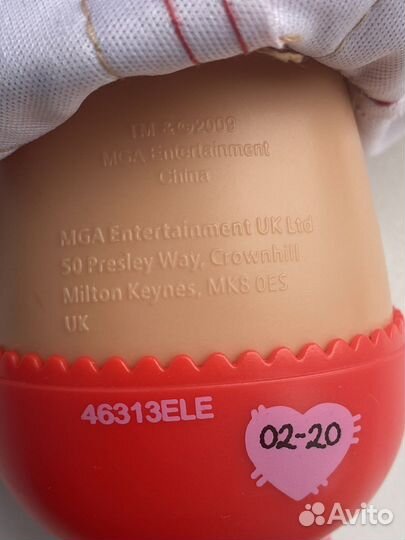 TM & ©2009
MGA Entertainment
China
MGA Entertainment UK Ltd
50 Presley Way, Crownhill
Milton Keynes, MK8 0ES
UK
46313ELE
02-20
Avito